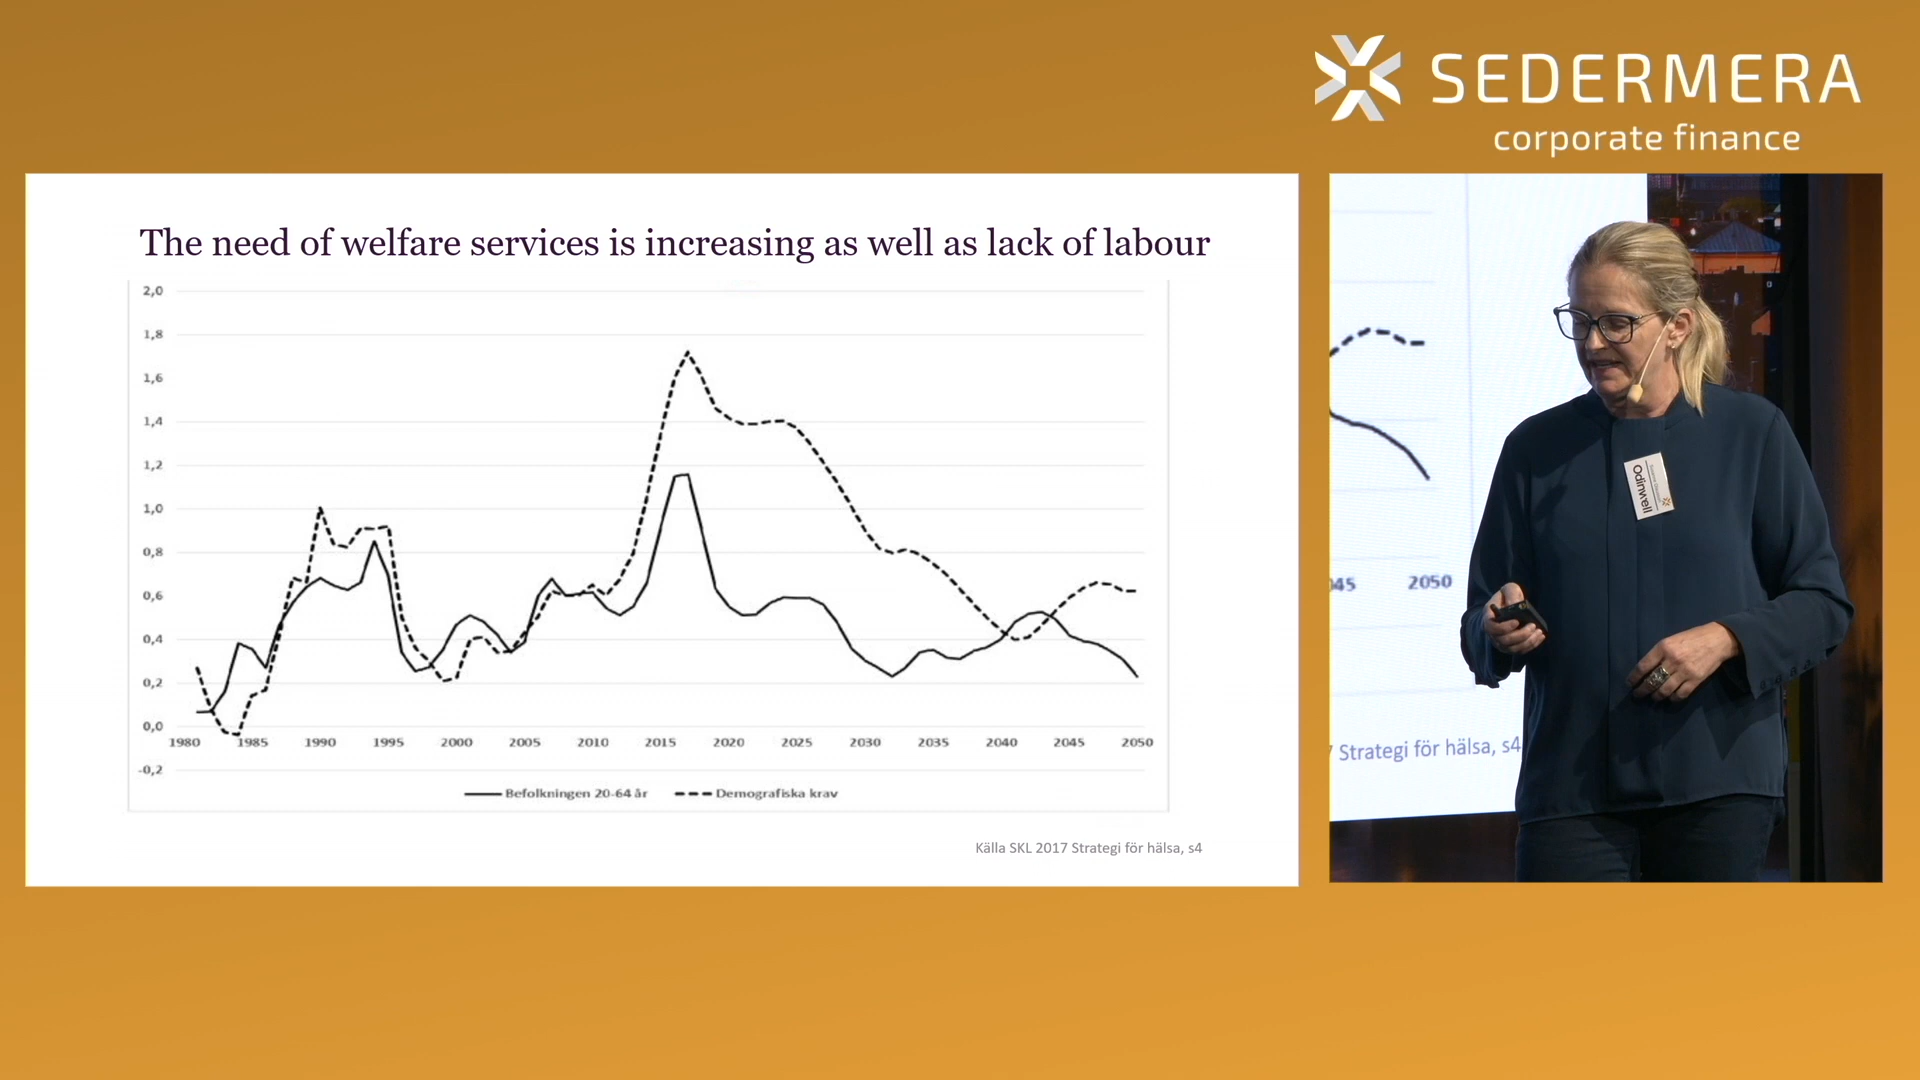 SEDERMERA
corporate finance
The need of welfare services is increasing as well as lack of labour
2,0
1,8
1,6
1,4
1,2
1,0
0,8
0,6
0,4
0,2
0,0
1980 1985 1990 1995 2000 2005 2010 2015 2020 2025 2030 2035 2040 2045 2050
-0,2
Befolkningen 20-64 år Demografiska krav
Källa SKL 2017 Strategi för hälsa, s4
Odinwell
45 2050
7 Strategi för hälsa, s4